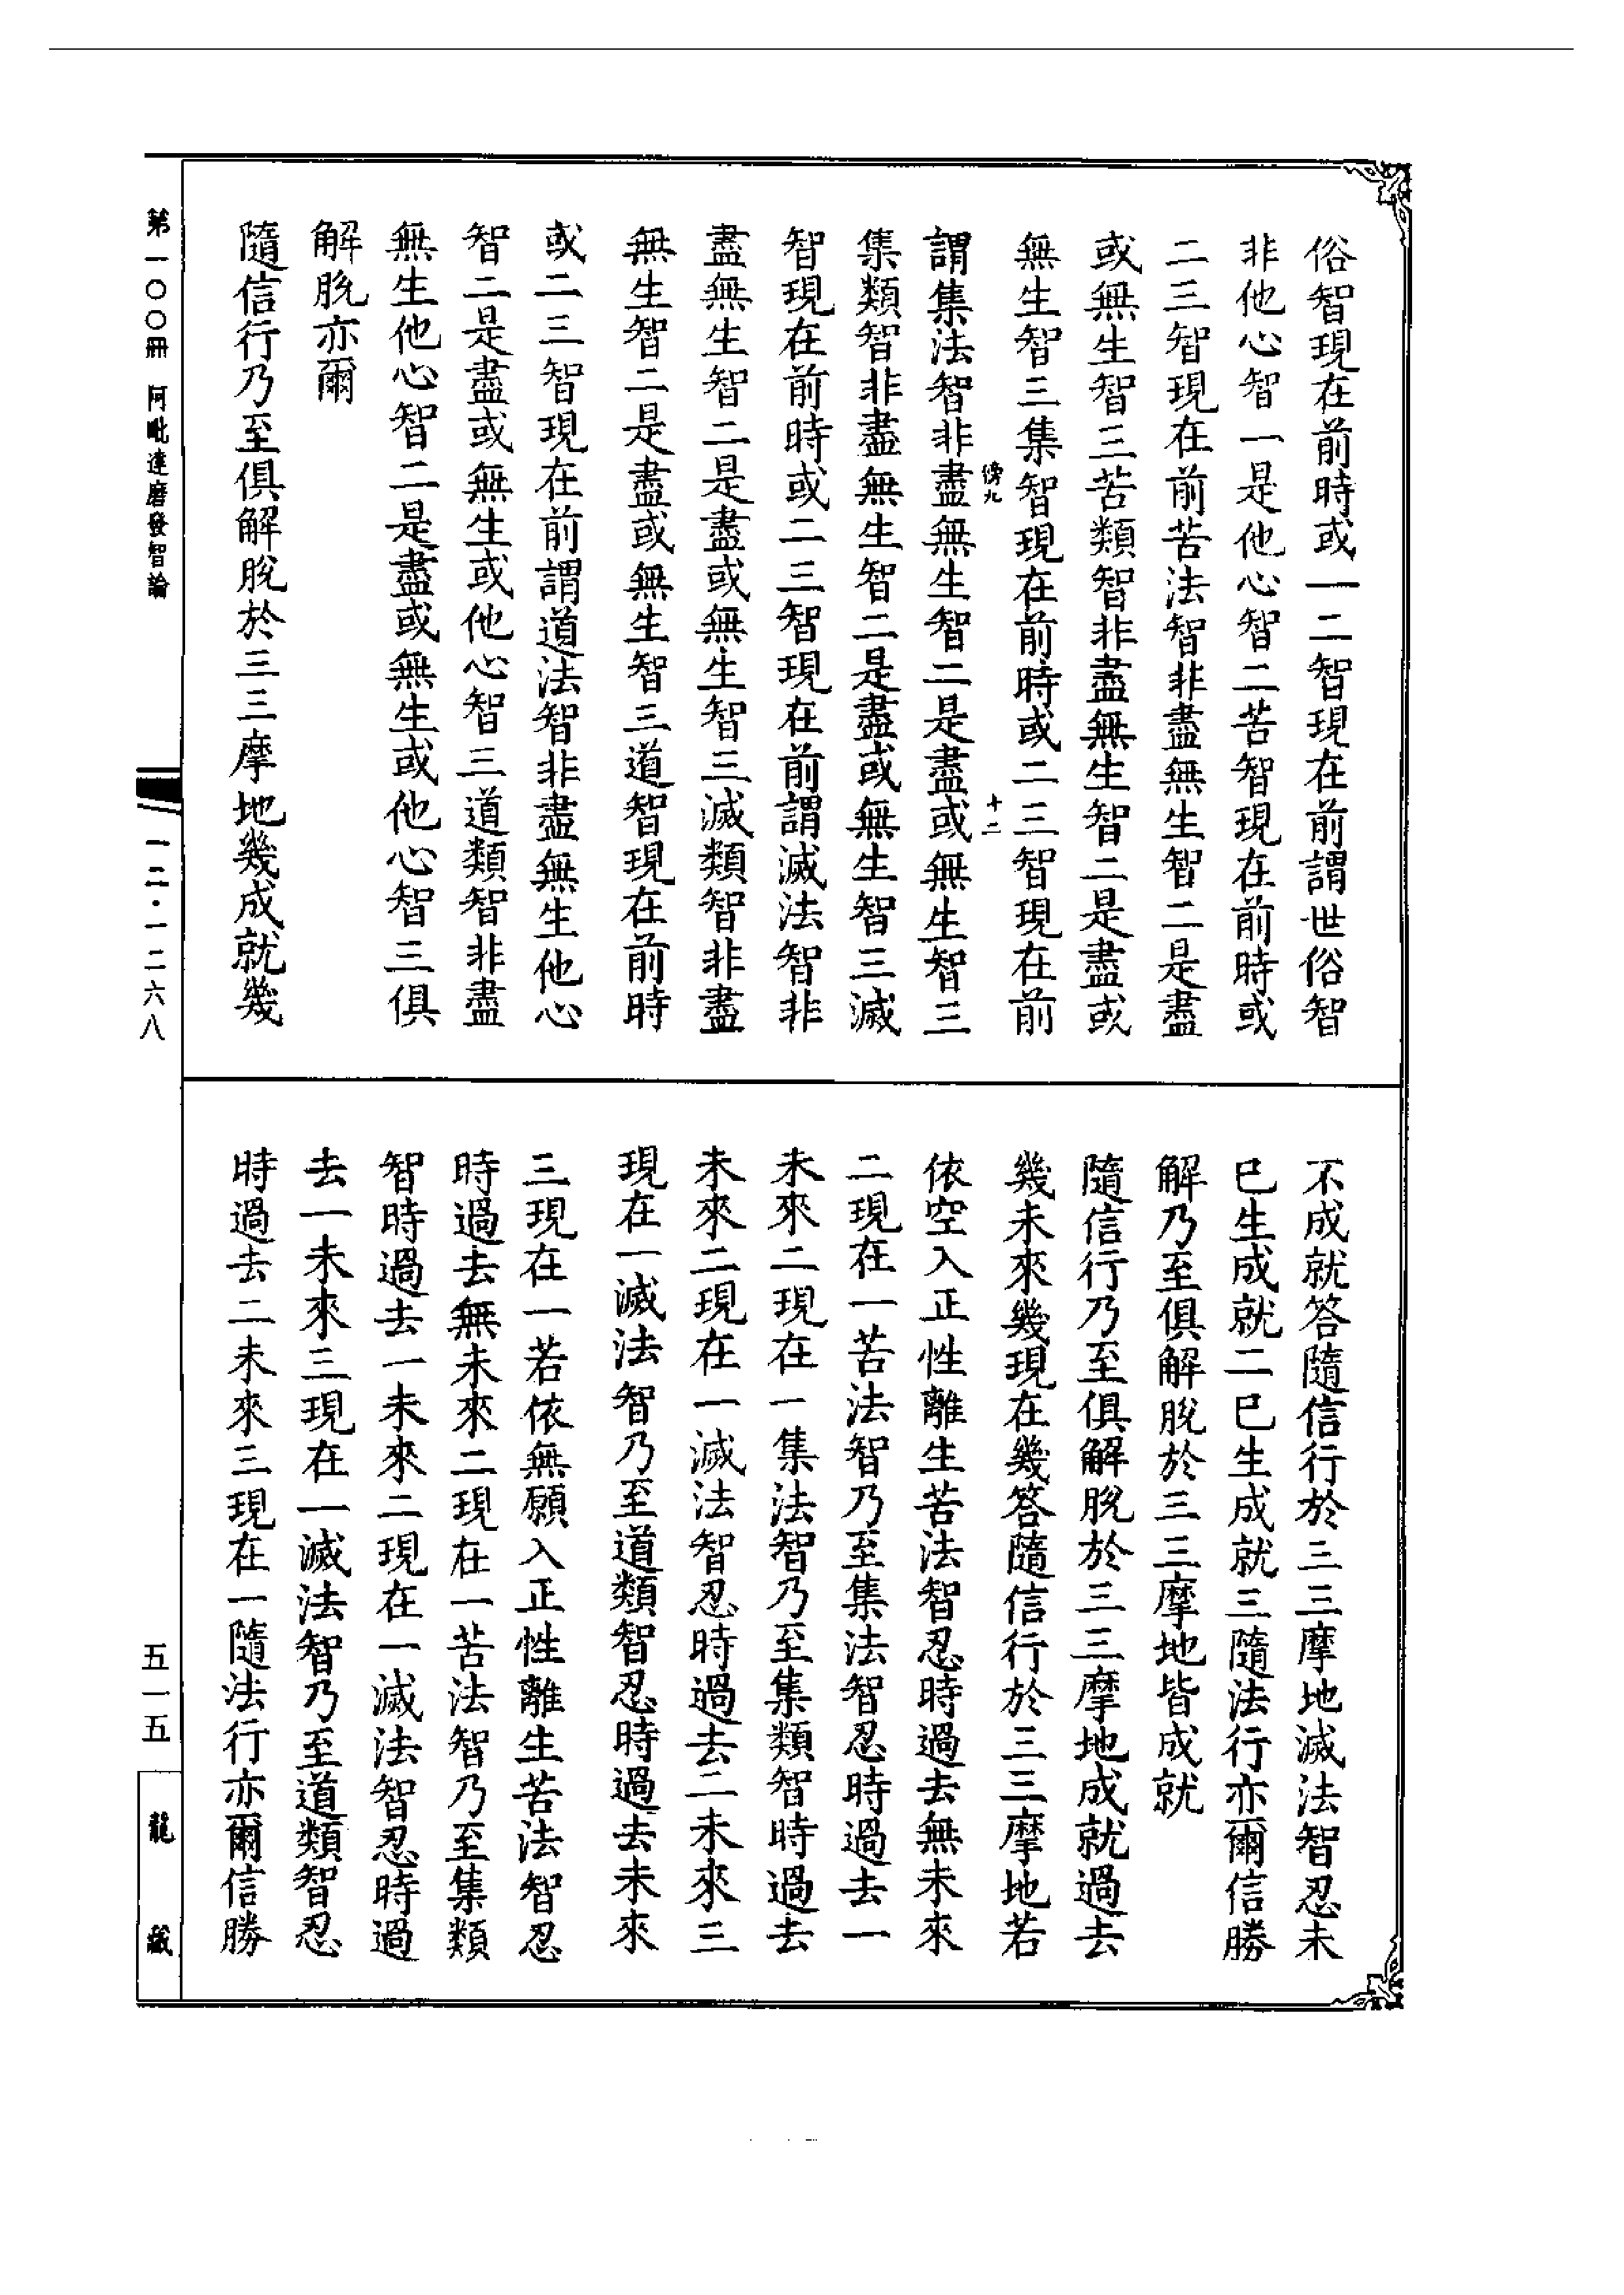 俗智現在前時或一二智現在前謂世俗智
非他心智一是他心智二苦智現在前時或
二三智現在前苦法智非盡無生智二是盡
或無生智三苦類智非盡無生智二是盡或
無生智三集智現在前時或二三智現在前
傍九
十二
謂集法智非盡無生智二是盡或無生智三
集類智非盡無生智二是盡或無生智三滅
智現在前時或二三智現在前謂滅法智非
盡無生智二是盡或無生智三滅類智非盡
無生智二是盡或無生智三道智現在前時
或二三智現在前謂道法智非盡無生他心
智二是盡或無生或他心智三道類智非盡
無生他心智二是盡或無生或他心智三俱
解脫亦爾
隨信行乃至俱解脫於三三摩地幾成就幾
不成就答隨信行於三三摩地滅法智忍未
已生成就二已生成就三隨法行亦爾信勝
解乃至俱解脫於三三摩地皆成就
隨信行乃至俱解脫於三三摩地成就過去
幾未來幾現在幾答隨信行於三三摩地若
依空入正性離生苦法智忍時過去無未來
二現在一苦法智乃至集法智忍時過去一
未來二現在一集法智乃至集類智時過去
未來二現在一滅法智忍時過去二未來三
現在一滅法智乃至道類智忍時過去未來
三現在一若依無願入正性離生苦法智忍
時過去無未來二現在一苦法智乃至集類
智時過去一未來二現在一滅法智忍時過
去一未來三現在一滅法智乃至道類智忍
時過去二未來三現在一隨法行亦爾信勝
第一〇〇冊 阿毗達磨發智論
一二·一二六八
五一五
龍藏